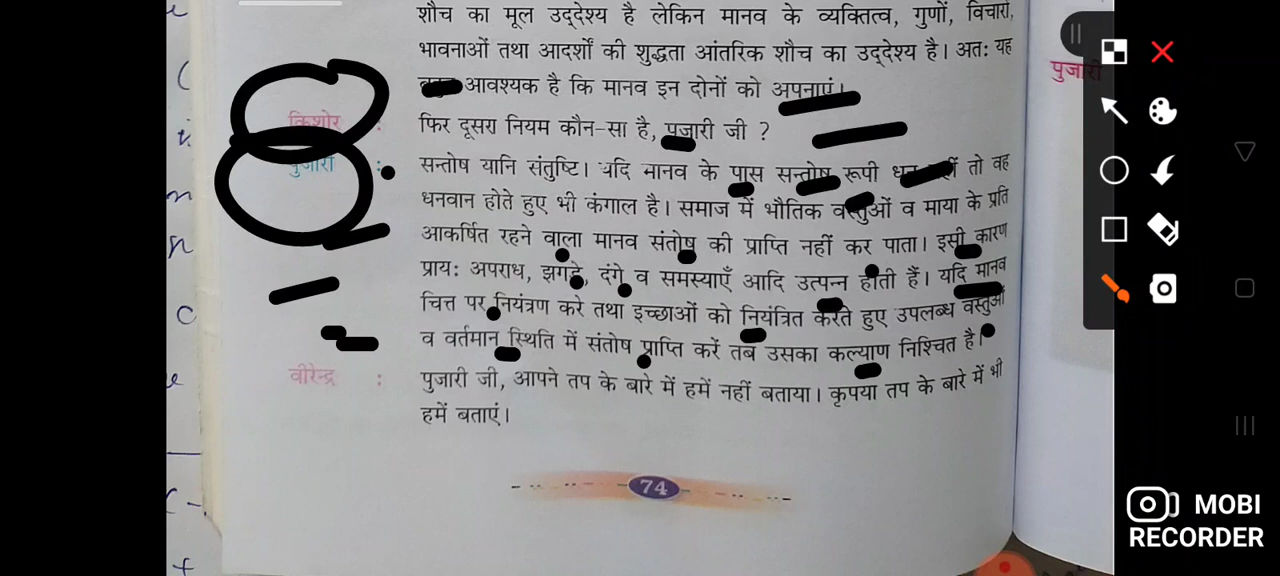 शौच का मूल उद्देश्य है लेकिन मानव के व्यक्तित्व, गुणों, विचारों,
भावनाओं तथा आदर्शों की शुद्धता आंतरिक शौच का उद्देश्य है। अतः यह
आवश्यक है कि मानव इन दोनों को अपनाएं।
किशोर : फिर दूसरा नियम कौन-सा है, पुजारी जी ?
पुजारी : सन्तोष यानि संतुष्टि। यदि मानव के पास सन्तोष रूपी तो वह
धनवान होते हुए भी कंगाल है। समाज में भौतिक वस्तुओं व माया के प्रति
आकर्षित रहने वाला मानव संतोष की प्राप्ति नहीं कर पाता। इसी कारण
प्रायः अपराध, झगड़े, दंगे व समस्याएँ आदि उत्पन्न होती हैं। यदि मानव
चित्त पर नियंत्रण करे तथा इच्छाओं को नियंत्रित करते हुए उपलब्ध वस्तुओं
व वर्तमान स्थिति में संतोष प्राप्ति करें तब उसका कल्याण निश्चित है।
वीरेन्द्र : पुजारी जी, आपने तप के बारे में हमें नहीं बताया। कृपया तप के बारे में भी
हमें बताएं।
74
पुजारी
MOBI
RECORDER